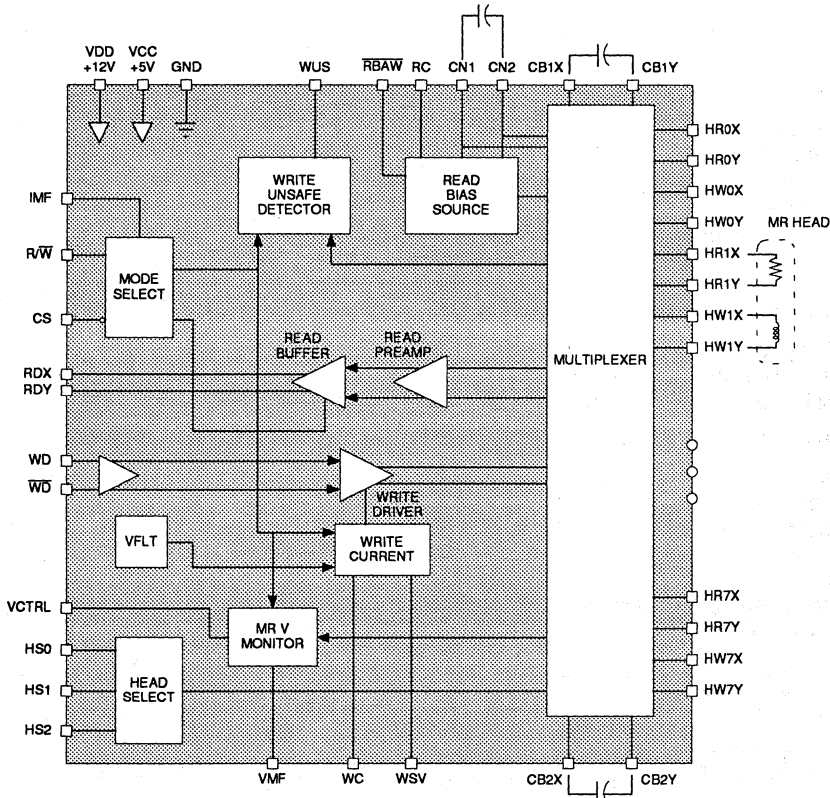 VDD
+12V
VCC
+5V
GND
WUS
RBAW
RC
CN1
CN2
CB1X
CB1Y
IMF
R/W
CS
RDX
RDY
WD
WD
VCTRL
HS0
HS1
HS2
WRITE
UNSAFE
DETECTOR
READ
BIAS
SOURCE
MODE
SELECT
READ
BUFFER
READ
PREAMP
MULTIPLEXER
WRITE
DRIVER
VFLT
WRITE
CURRENT
MR V
MONITOR
HEAD
SELECT
HR0X
HR0Y
HW0X
HW0Y
HR1X
HR1Y
HW1X
HW1Y
MR HEAD
HR7X
HR7Y
HW7X
HW7Y
VMF
WC
WSV
CB2X
CB2Y